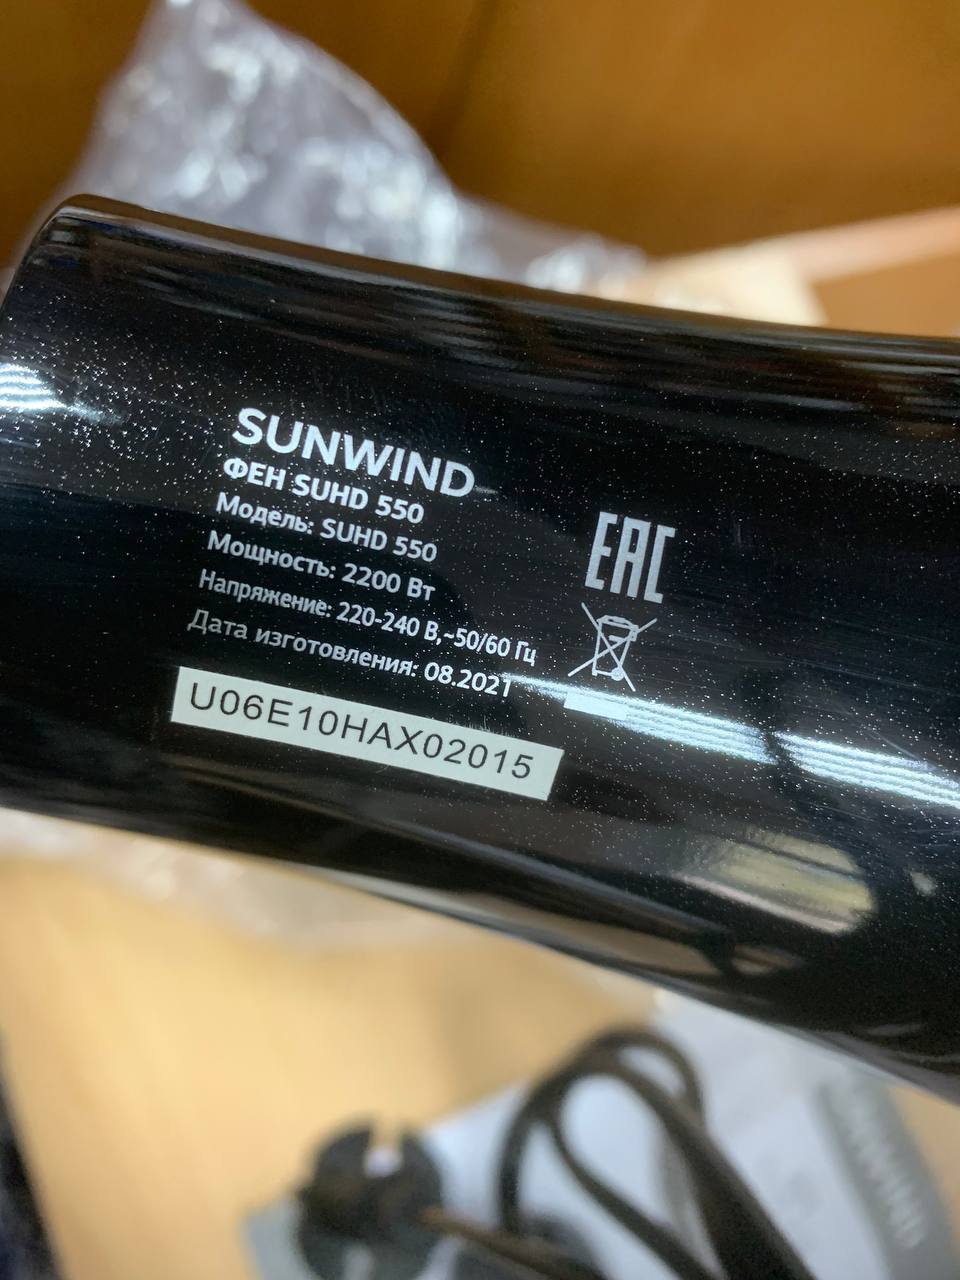 SUNWIND
ФЕН SUHD 550
Модель: SUHD 550
Мощность: 2200 Вт
Напряжение: 220-240 В,~50/60 Гц
Дата изготовления: 08.2021
U06E10HAX02015
EAC